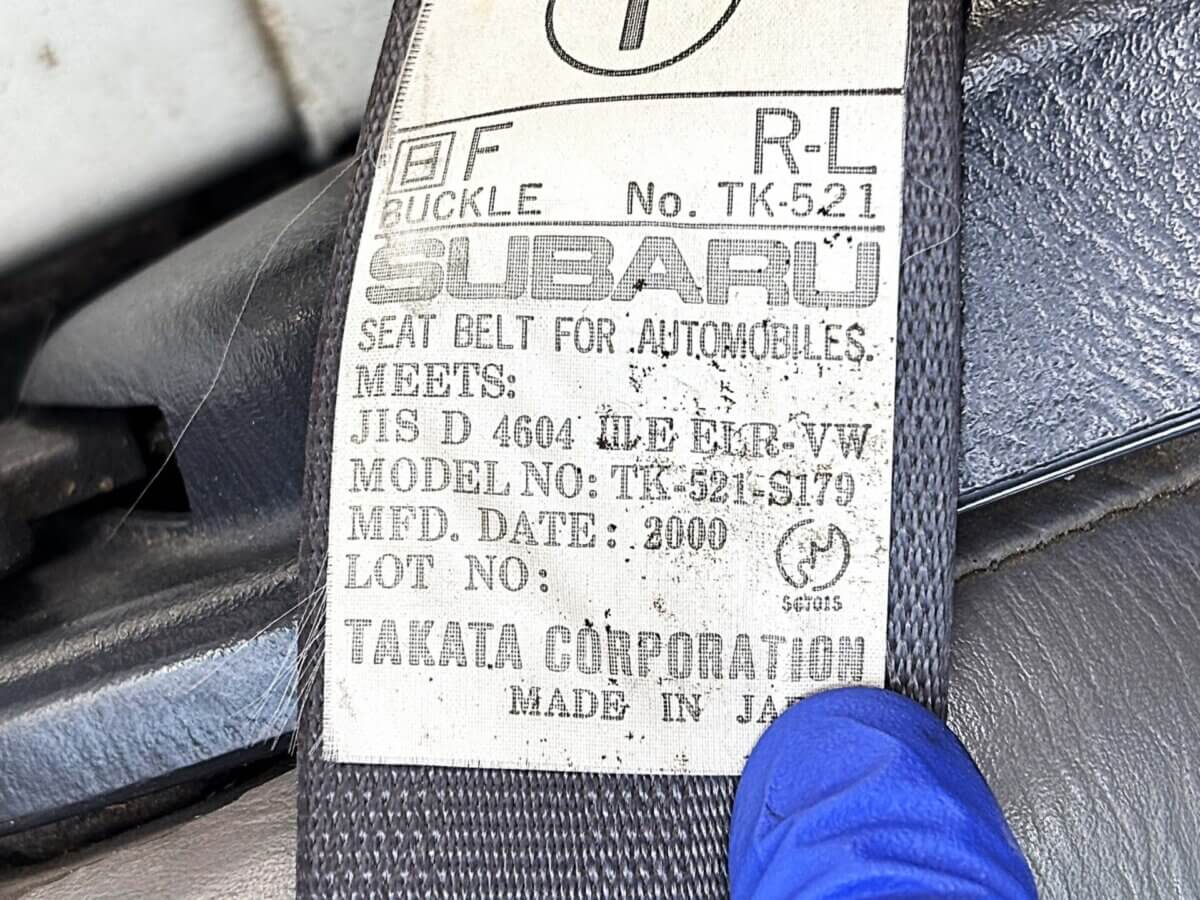 F R-L
BUCKLE No. TK-521
SUBARU
SEAT BELT FOR AUTOMOBILES.
MEETS:
JIS D 4604 III E ELR-VW
MODEL NO: TK-521-S179
MFD. DATE: 2000
LOT NO:
TAKATA CORPORATION
MADE IN JA